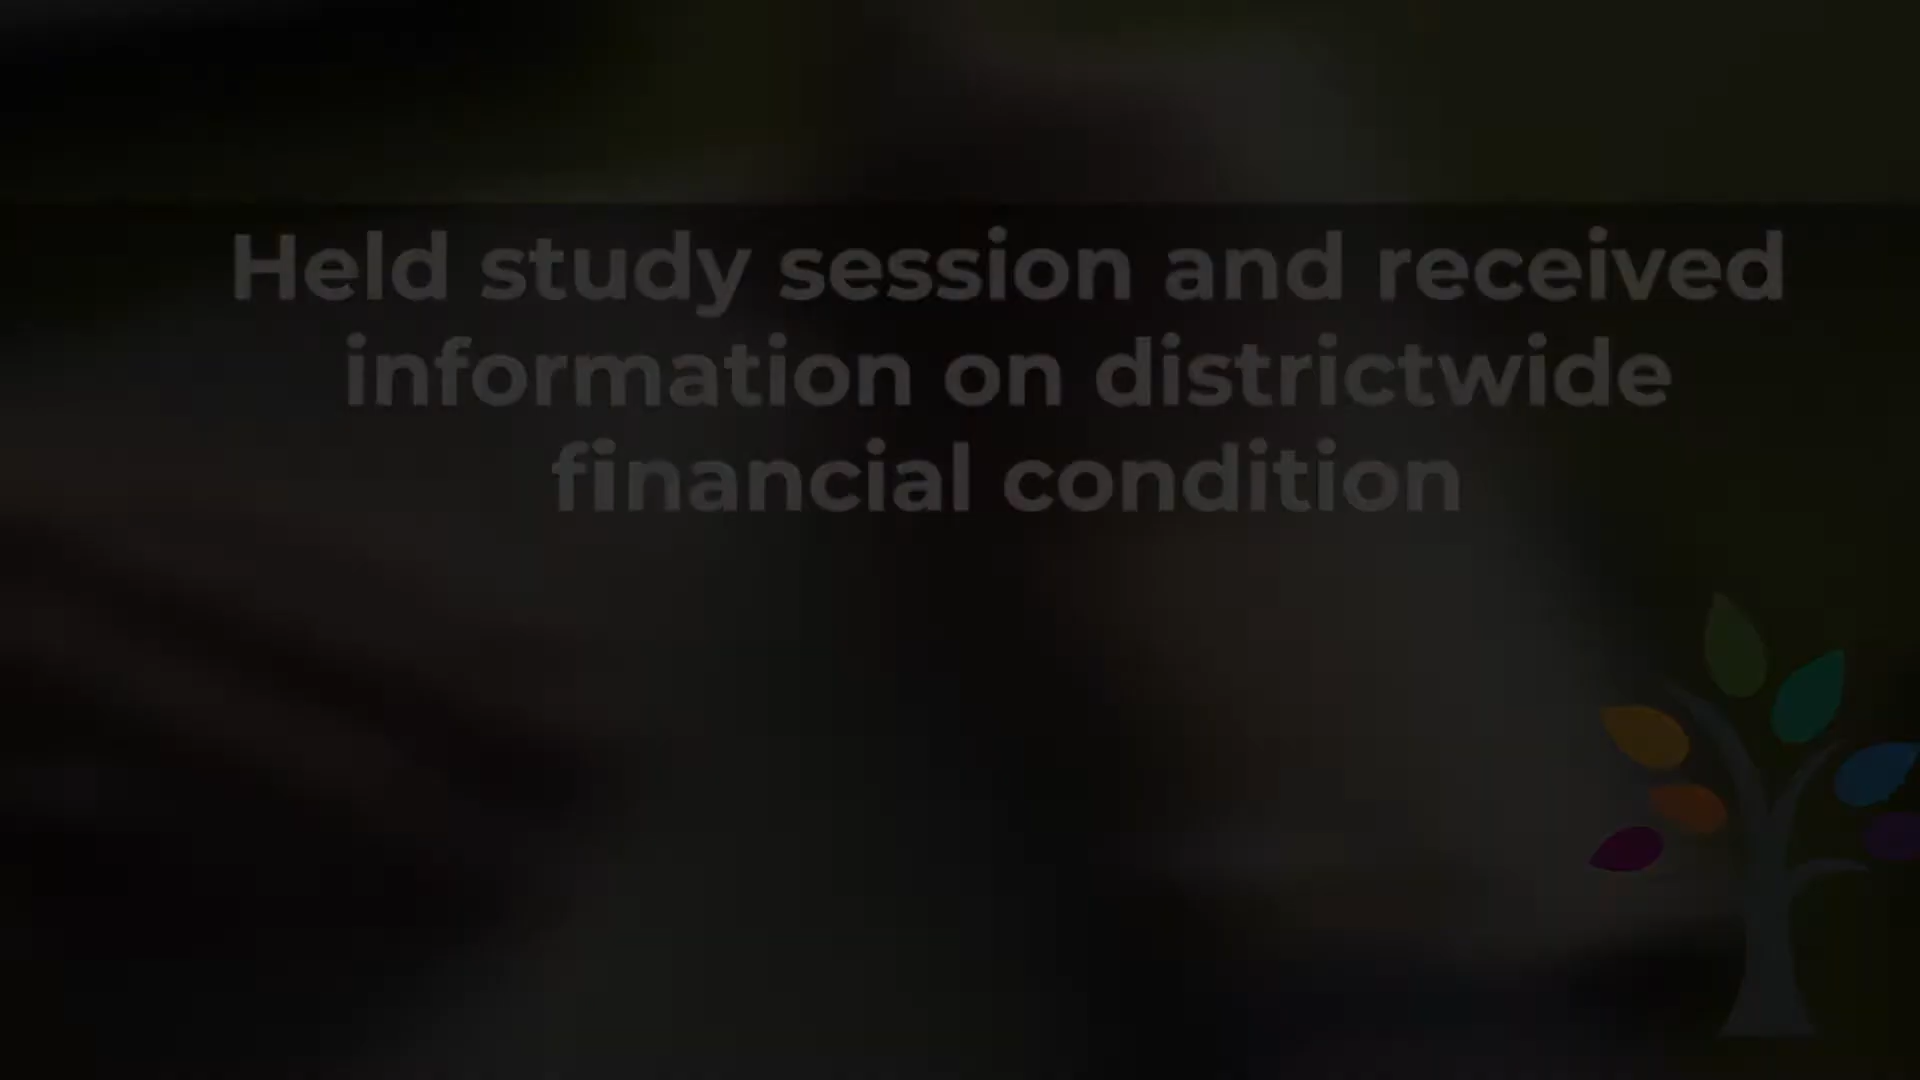 Held study session and received
information on districtwide
financial condition